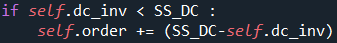 if self.dc_inv < SS_DC :
    self.order += (SS_DC-self.dc_inv)